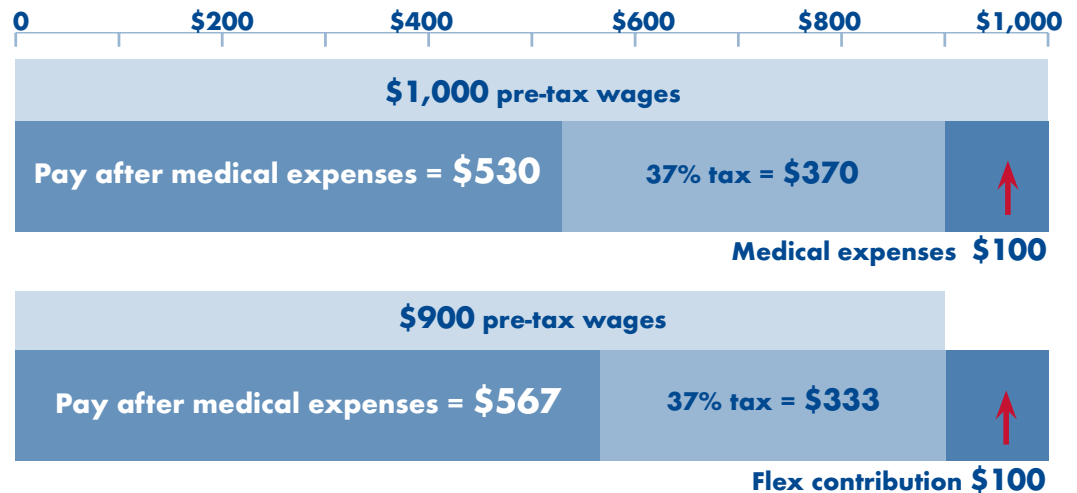 0 $200 $400 $600 $800 $1,000
$1,000 pre-tax wages
Pay after medical expenses = $530 37% tax = $370
Medical expenses $100
$900 pre-tax wages
Pay after medical expenses = $567 37% tax = $333
Flex contribution $100